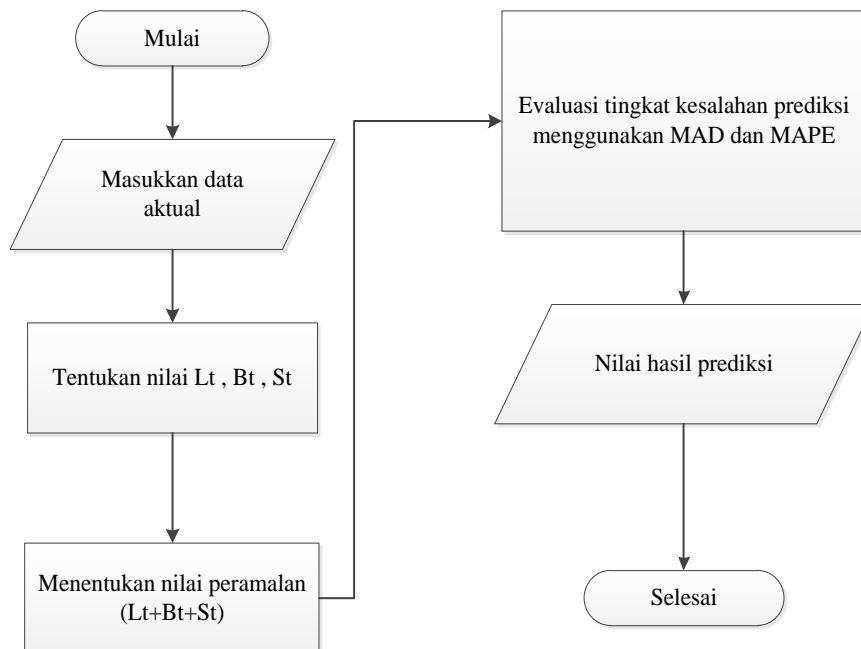 Mulai
Masukkan data
aktual
Tentukan nilai Lt , Bt , St
Menentukan nilai peramalan
(Lt+Bt+St)
Evaluasi tingkat kesalahan prediksi
menggunakan MAD dan MAPE
Nilai hasil prediksi
Selesai